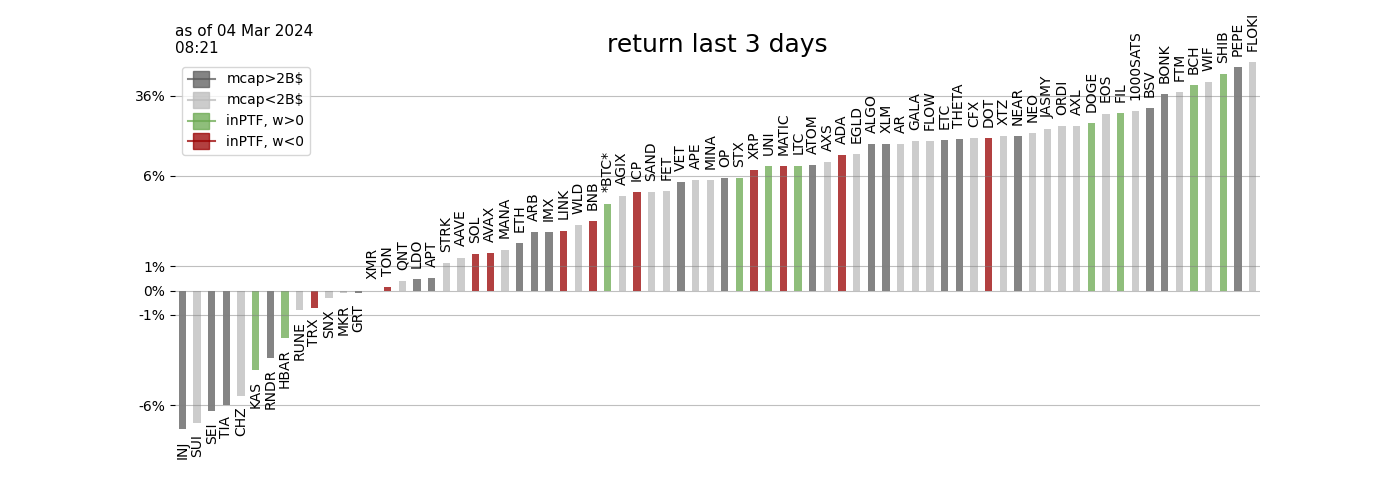 as of 04 Mar 2024
08:21
return last 3 days
mcap>2B$
mcap<2B$
inPTF, w>0
inPTF, w<0
36%
6%
1%
0%
-1%
-6%
INJ
SUI
SEI
TIA
CHZ
KAS
RNDR
HBAR
RUNE
TRX
SNX
MKR
GRT
XMR
TON
QNT
LDO
APT
STRK
AAVE
SOL
AVAX
MANA
ETH
ARB
IMX
LINK
WLD
BNB
*BTC*
AGIX
ICP
SAND
FET
VET
APE
MINA
OP
STX
XRP
UNI
MATIC
LTC
ATOM
AXS
ADA
EGLD
ALGO
XLM
AR
GALA
FLOW
ETC
THETA
CFX
DOT
XTZ
NEAR
NEO
JASMY
ORDI
AXL
DOGE
EOS
FIL
1000SATS
BSV
BONK
FTM
BCH
WIF
SHIB
PEPE
FLOKI